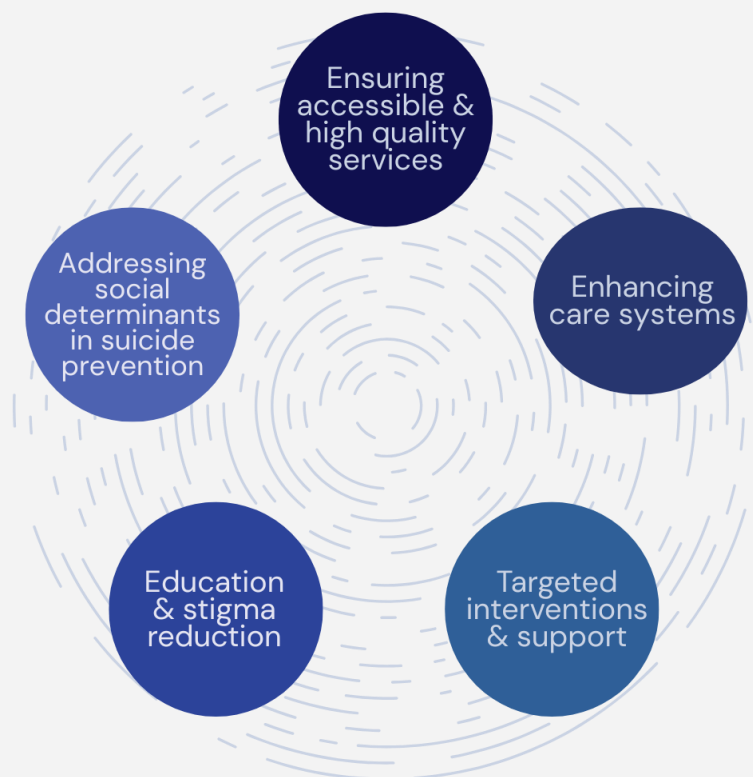 Ensuring
accessible &
high quality
services
Addressing
social
determinants
in suicide
prevention
Enhancing
care systems
Education
& stigma
reduction
Targeted
interventions
& support